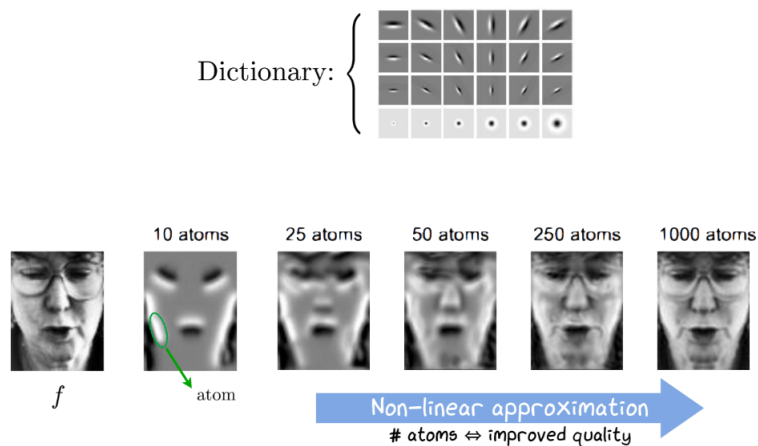 Dictionary:
10 atoms
25 atoms
50 atoms
250 atoms
1000 atoms
f
atom
Non-linear approximation
# atoms ⇔ improved quality